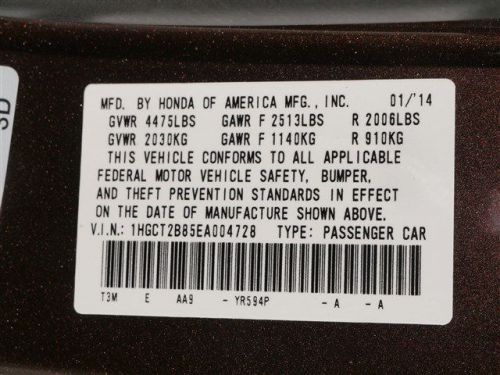 MFD. BY HONDA OF AMERICA MFG., INC. 01/'14
GVWR 4475LBS GAWR F 2513LBS R 2006LBS
GVWR 2030KG GAWR F 1140KG R 910KG
THIS VEHICLE CONFORMS TO ALL APPLICABLE
FEDERAL MOTOR VEHICLE SAFETY, BUMPER,
AND THEFT PREVENTION STANDARDS IN EFFECT
ON THE DATE OF MANUFACTURE SHOWN ABOVE.
V.I.N.: 1HGCT2B85EA004728 TYPE: PASSENGER CAR
T3M E AA9 - YR594P - A - A
SD